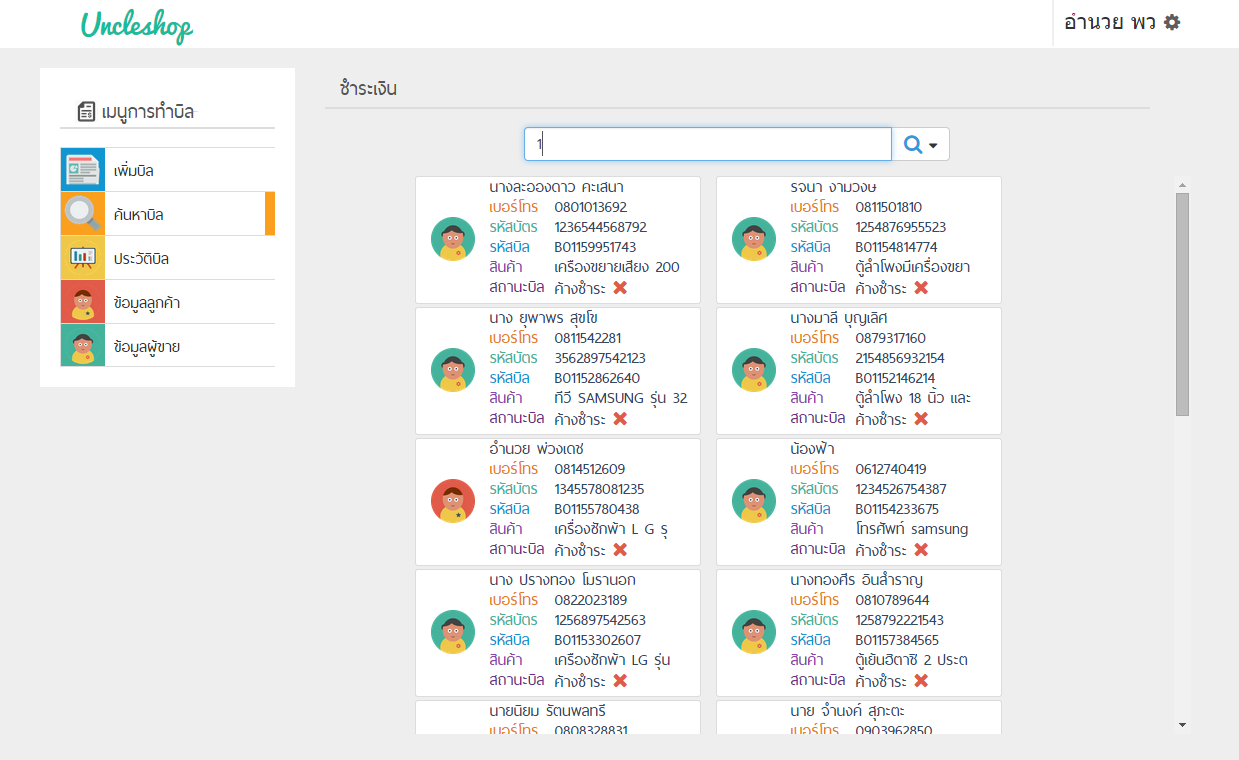 Uncleshop
อำนวย พว
เมนูการทำบิล
เพิ่มบิล
ค้นหาบิล
ประวัติบิล
ข้อมูลลูกค้า
ข้อมูลผู้ขาย
ชำระเงิน
1
นางละอองดาว คะเสนา
เบอร์โทร 0801013692
รหัสบัตร 1236544568792
รหัสบิล B01159951743
สินค้า เครื่องขยายเสียง 200
สถานะบิล ค้างชำระ
รจนา งามวงษ์
เบอร์โทร 0811501810
รหัสบัตร 1254876955523
รหัสบิล B01154814774
สินค้า ตู้ลำโพงมีเครื่องขยา
สถานะบิล ค้างชำระ
นาง ยุพาพร สุขโข
เบอร์โทร 0811542281
รหัสบัตร 3562897542123
รหัสบิล B01152862640
สินค้า ทีวี SAMSUNG รุ่น 32
สถานะบิล ค้างชำระ
นางมาลี บุญเลิศ
เบอร์โทร 0879317160
รหัสบัตร 2154856932154
รหัสบิล B01152146214
สินค้า ตู้ลำโพง 18 นิ้ว และ
สถานะบิล ค้างชำระ
อำนวย พ่วงเดช
เบอร์โทร 0814512609
รหัสบัตร 1345578081235
รหัสบิล B01155780438
สินค้า เครื่องซักผ้า L G รุ
สถานะบิล ค้างชำระ
น้องฟ้า
เบอร์โทร 0612740419
รหัสบัตร 1234526754387
รหัสบิล B01154233675
สินค้า โทรศัพท์ samsung
สถานะบิล ค้างชำระ
นาง ปรางทอง โมรานอก
เบอร์โทร 0822023189
รหัสบัตร 1256897542563
รหัสบิล B01153302607
สินค้า เครื่องซักผ้า LG รุ่น
สถานะบิล ค้างชำระ
นางทองศีร อินสำราญ
เบอร์โทร 0810789644
รหัสบัตร 1258792221543
รหัสบิล B01157384565
สินค้า ตู้เย็นฮิตาชิ 2 ประต
สถานะบิล ค้างชำระ
นายนิยม รัตนพลทรี
เบอร์โทร 0808328831
นาย จำนงค์ สุภะตะ
เบอร์โทร 0903962850